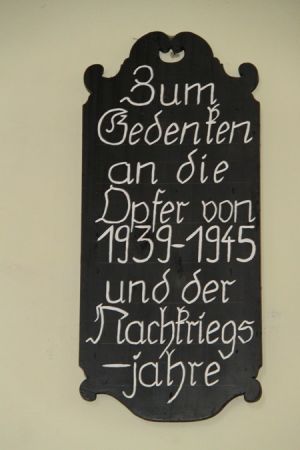 Zum
Gedenken
an die
Opfer von
1939-1945
und der
Nachkriegs
-jahre